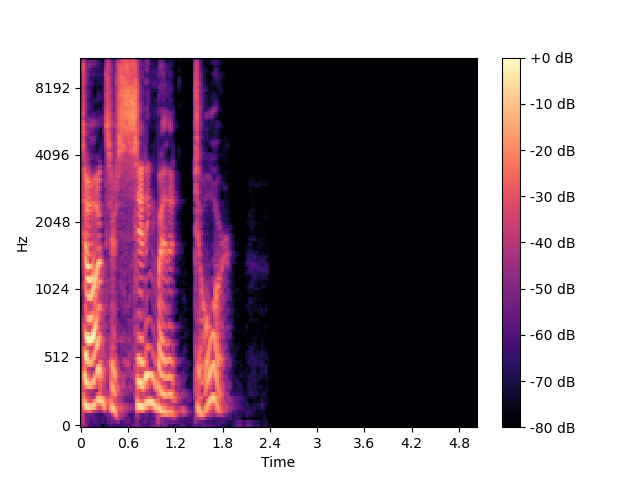 8192
4096
2048
1024
512
0
Hz
0 0.6 1.2 1.8 2.4 3 3.6 4.2 4.8
Time
+0 dB
-10 dB
-20 dB
-30 dB
-40 dB
-50 dB
-60 dB
-70 dB
-80 dB